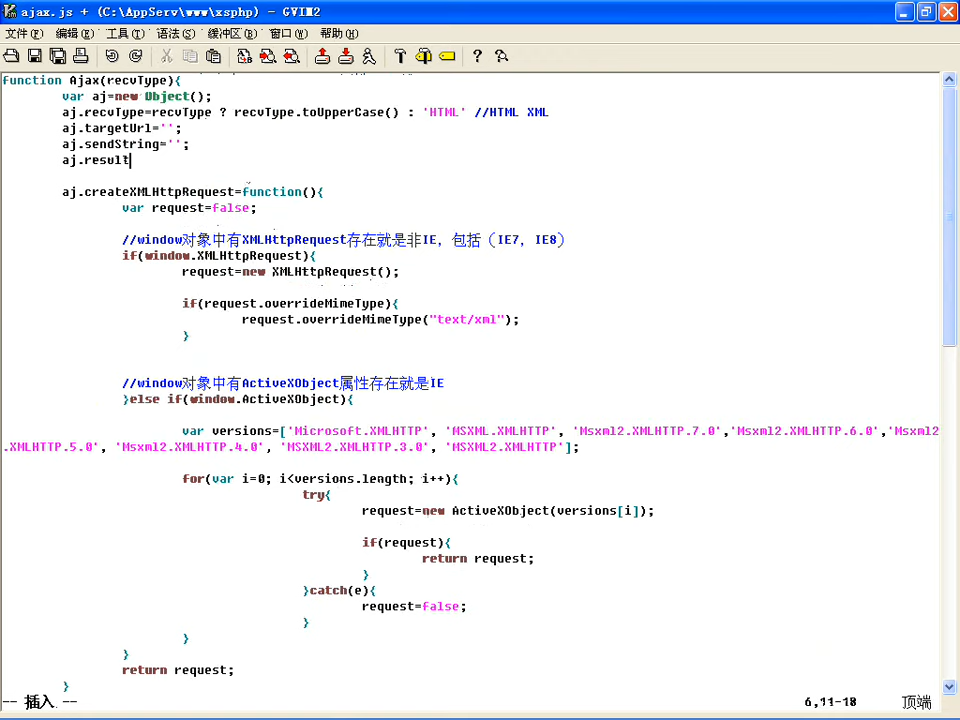 ajax.js + (C:\AppServ\www\xsphp) - GVIM2
文件(F) 编辑(E) 工具(T) 语法(S) 缓冲区(B) 窗口(W) 帮助(H)
function Ajax(recvType){
var aj=new Object();
aj.recvType=recvType ? recvType.toUpperCase() : 'HTML' //HTML XML
aj.targetUrl='';
aj.sendString='';
aj.result
aj.createXMLHttpRequest=function(){
var request=false;
//window对象中有XMLHttpRequest存在就是非IE，包括（IE7，IE8）
if(window.XMLHttpRequest){
request=new XMLHttpRequest();
if(request.overrideMimeType){
request.overrideMimeType("text/xml");
}
//window对象中有ActiveXObject属性存在就是IE
}else if(window.ActiveXObject){
var versions=['Microsoft.XMLHTTP', 'MSXML.XMLHTTP', 'Msxml2.XMLHTTP.7.0','Msxml2.XMLHTTP.6.0','Msxml2
.XMLHTTP.5.0', 'Msxml2.XMLHTTP.4.0', 'MSXML2.XMLHTTP.3.0', 'MSXML2.XMLHTTP'];
for(var i=0; i<versions.length; i++){
try{
request=new ActiveXObject(versions[i]);
if(request){
return request;
}
}catch(e){
request=false;
}
}
}
return request;
}
-- 插入 -- 6,11-18 顶端